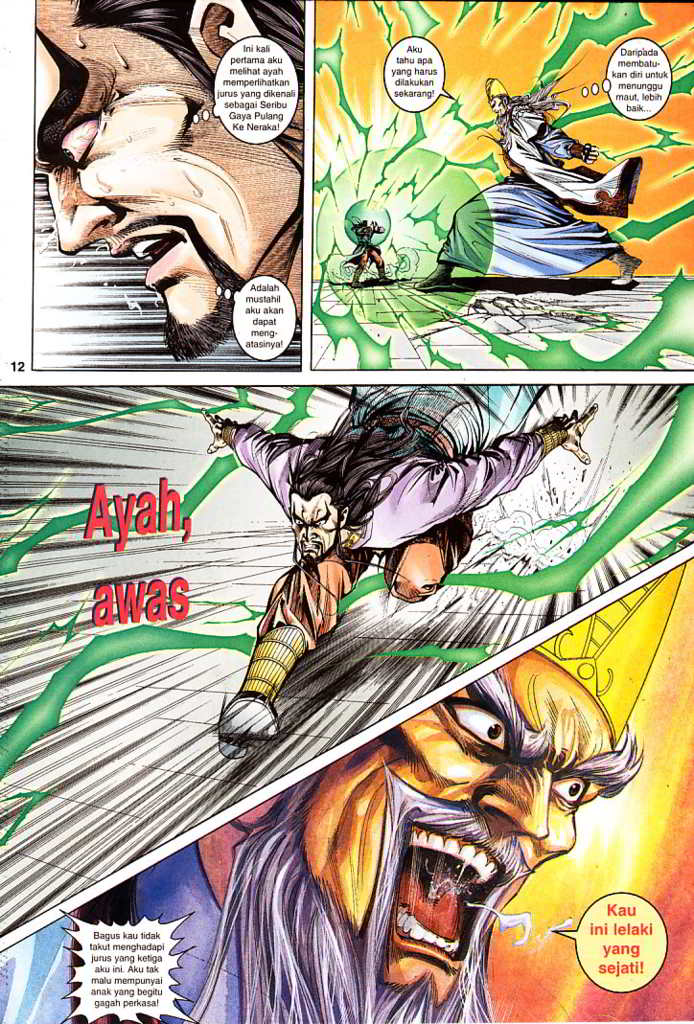 Ini kali
pertama aku
melihat ayah
memperlihatkan
jurus yang dikenali
sebagai Seribu
Gaya Pulang
Ke Neraka!
Adalah
mustahil
aku akan
dapat
meng-
atasinya!
Aku
tahu apa
yang harus
dilakukan
sekarang!
Daripada
membatu-
kan diri untuk
menunggu
maut, lebih
baik...
12
Ayah,
awas
Bagus kau tidak
takut menghadapi
jurus yang ketiga
aku ini. Aku tak
malu mempunyai
anak yang begitu
gagah perkasa!
Kau
ini lelaki
yang
sejati!